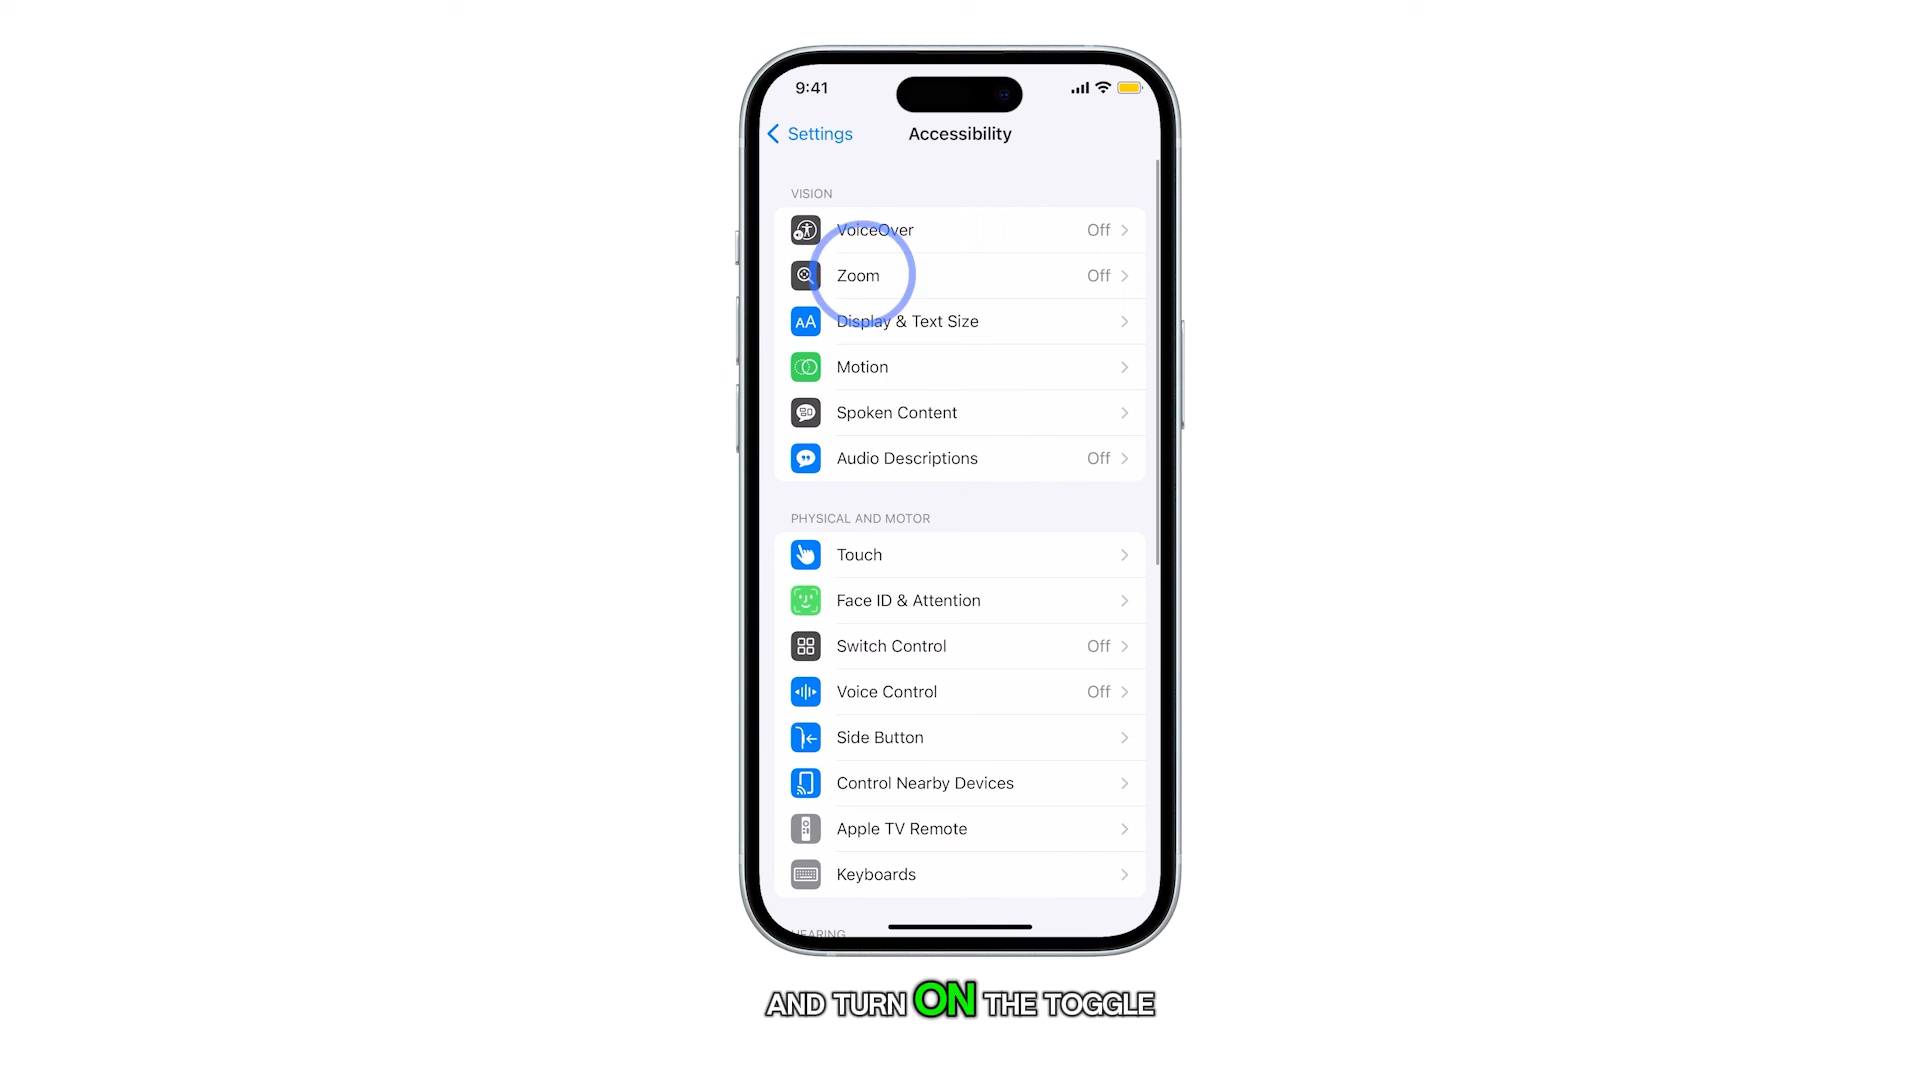 9:41
Settings
Accessibility
VISION
VoiceOver Off
Zoom Off
AA Display & Text Size
Motion
Spoken Content
Audio Descriptions Off
PHYSICAL AND MOTOR
Touch
Face ID & Attention
Switch Control Off
Voice Control Off
Side Button
Control Nearby Devices
Apple TV Remote
Keyboards
HEARING
AND TURN ON THE TOGGLE